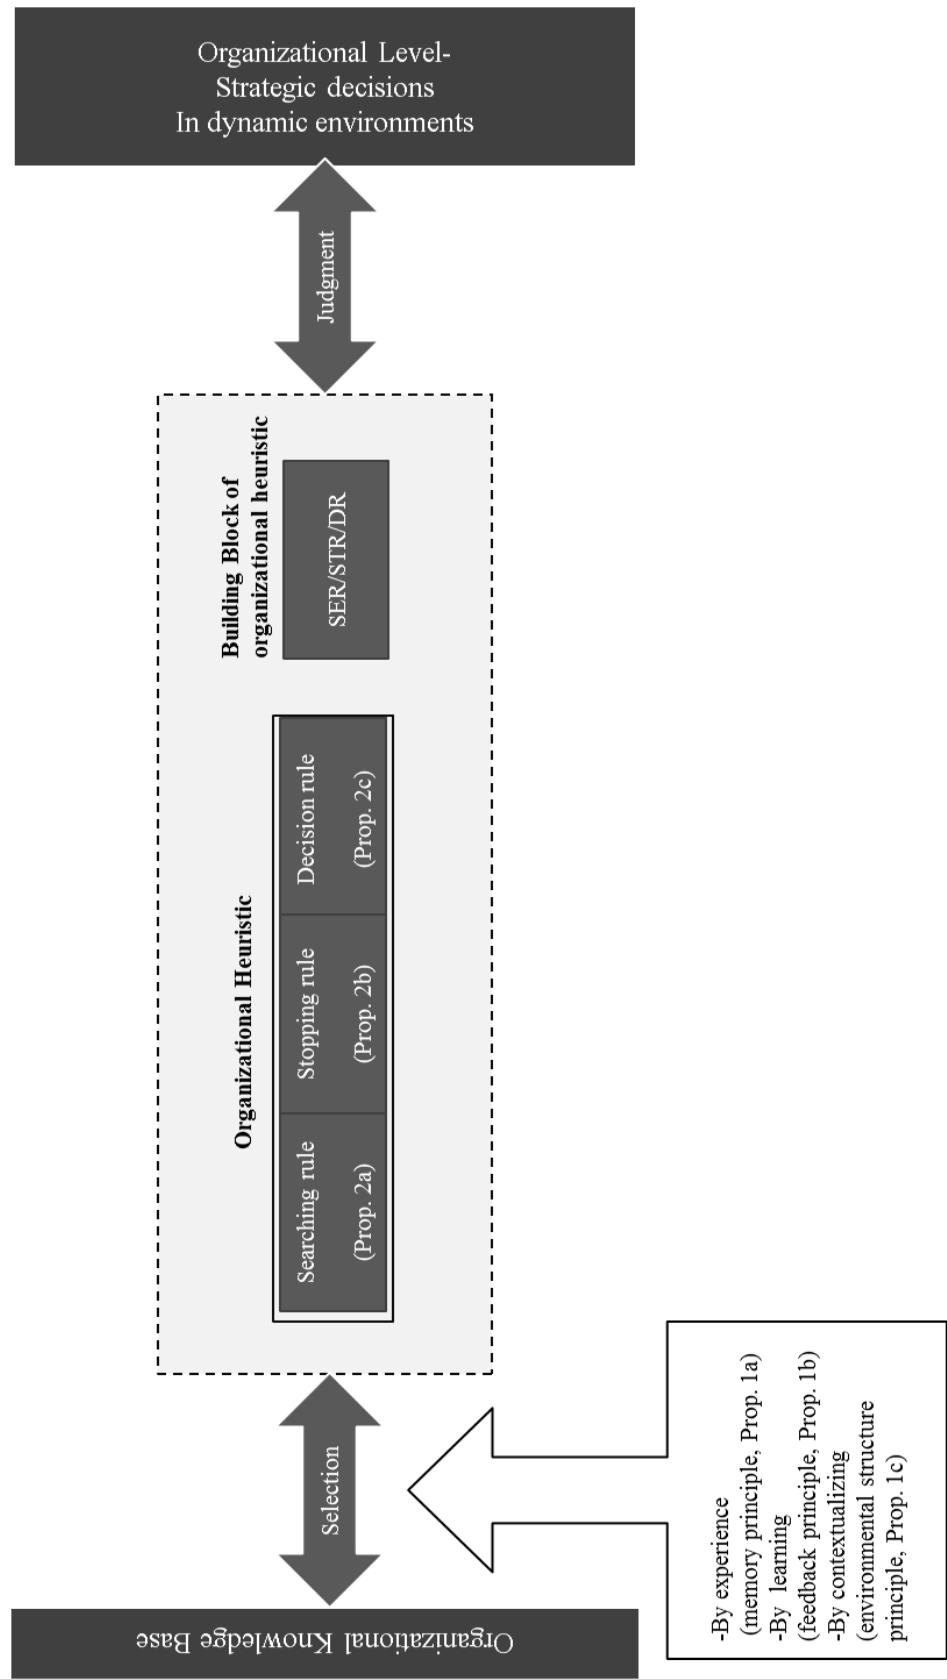 Organizational Level-
Strategic decisions
In dynamic environments
Judgment
Building Block of
organizational heuristic
SER/STR/DR
Organizational Heuristic
Searching rule
(Prop. 2a)
Stopping rule
(Prop. 2b)
Decision rule
(Prop. 2c)
Selection
-By experience
(memory principle, Prop. 1a)
-By learning
(feedback principle, Prop. 1b)
-By contextualizing
(environmental structure
principle, Prop. 1c)
Organizational Knowledge Base